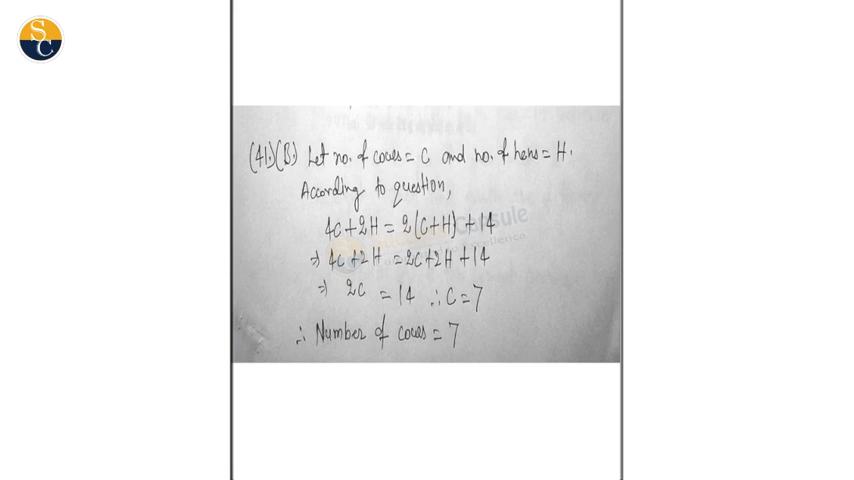 S
C
(41.)(B.) Let no. of cows = C and no. of hens = H.
According to question,
4C+2H = 2(C+H) +14
⇒ 4C+2H = 2C+2H +14
⇒ 2C = 14 ∴ C = 7
∴ Number of cows = 7